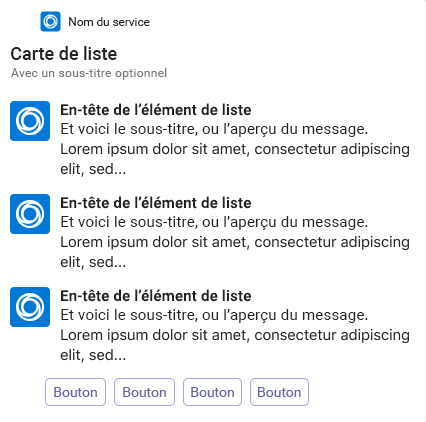 Nom du service
Carte de liste
Avec un sous-titre optionnel
En-tête de l’élément de liste
Et voici le sous-titre, ou l’aperçu du message.
Lorem ipsum dolor sit amet, consectetur adipiscing
elit, sed...
En-tête de l’élément de liste
Et voici le sous-titre, ou l’aperçu du message.
Lorem ipsum dolor sit amet, consectetur adipiscing
elit, sed...
En-tête de l’élément de liste
Et voici le sous-titre, ou l’aperçu du message.
Lorem ipsum dolor sit amet, consectetur adipiscing
elit, sed...
Bouton Bouton Bouton Bouton